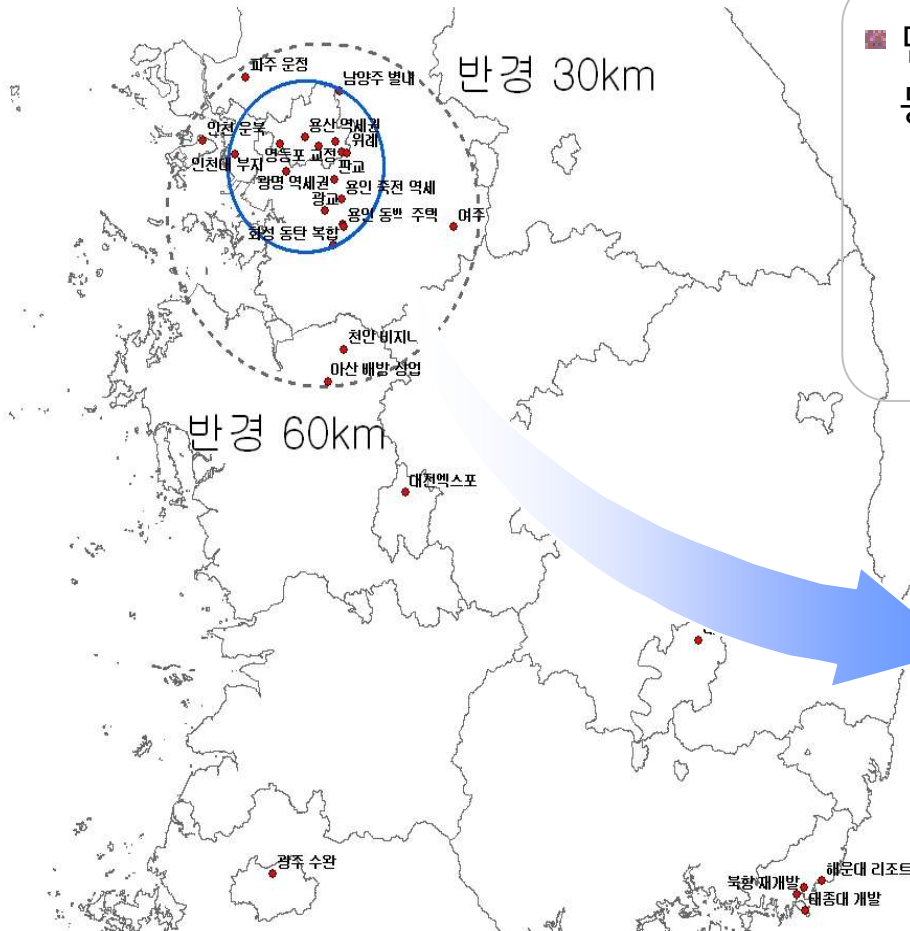 파주 운정
남양주 별내
반경 30km
인천 운북
용산 역세권
위례
영등포 교정
인천대 부지
판교
광명 역세권
용인 죽전 역세
광교
용인 동백 주택
여주
화성 동탄 복합
천안 비지니
아산 배방 상업
반경 60km
대전엑스포
광주 수완
해운대 리조트
북항 재개발
태종대 개발